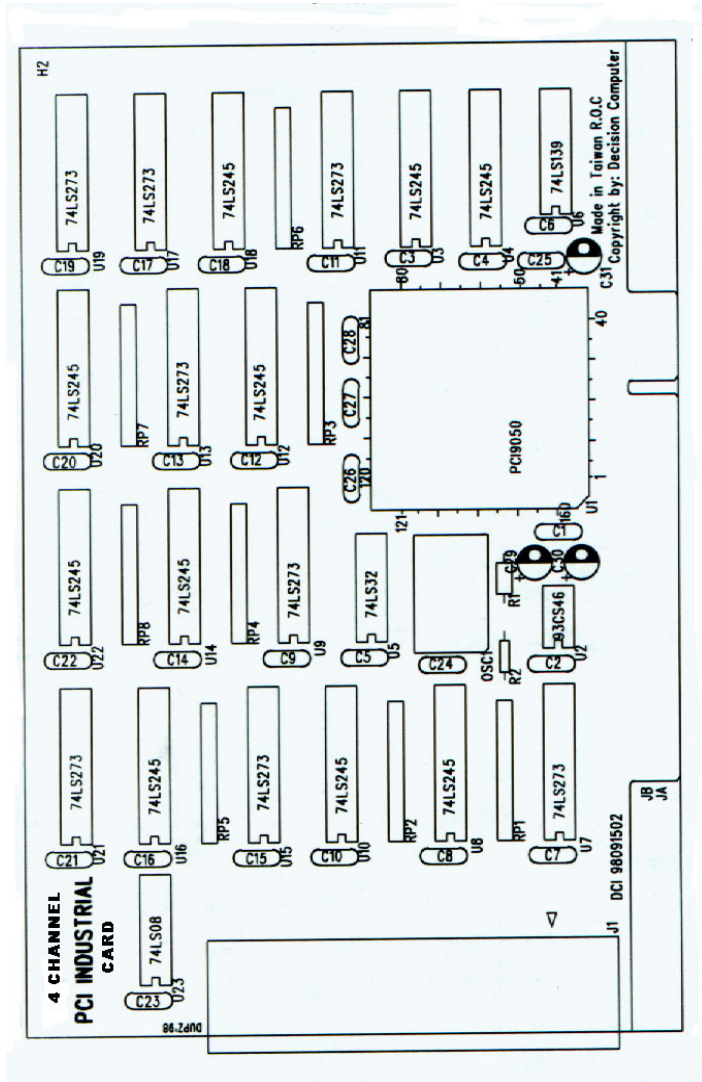 H2
74LS273
C19
U19
74LS273
C17
U17
74LS245
C18
U18
RP6
74LS273
C11
U11
74LS245
C3
U3
74LS245
C4
U4
74LS139
C6
U6
C25
C31
Made in Taiwan R.O.C
Copyright by: Decision Computer
74LS245
C20
U20
RP7
74LS273
C13
U13
74LS245
C12
U12
RP3
C28
C27
C26
81
80
50
41
40
120
121
1
160
PCI9050
U1
C1
74LS245
C22
U22
RP8
74LS245
C14
U14
RP4
74LS273
C9
U9
74LS32
C5
U5
C24
OSC1
R1
R2
C29
+
C30
+
93CS46
C2
U2
74LS273
C21
U21
74LS245
C16
U16
RP5
74LS273
C15
U15
74LS245
C10
U10
RP2
74LS245
C8
U8
RP1
74LS273
C7
U7
4 CHANNEL
PCI INDUSTRIAL
CARD
74LS08
C23
U23
DUPZ-98
J1
DCI 98091502
JB
JA